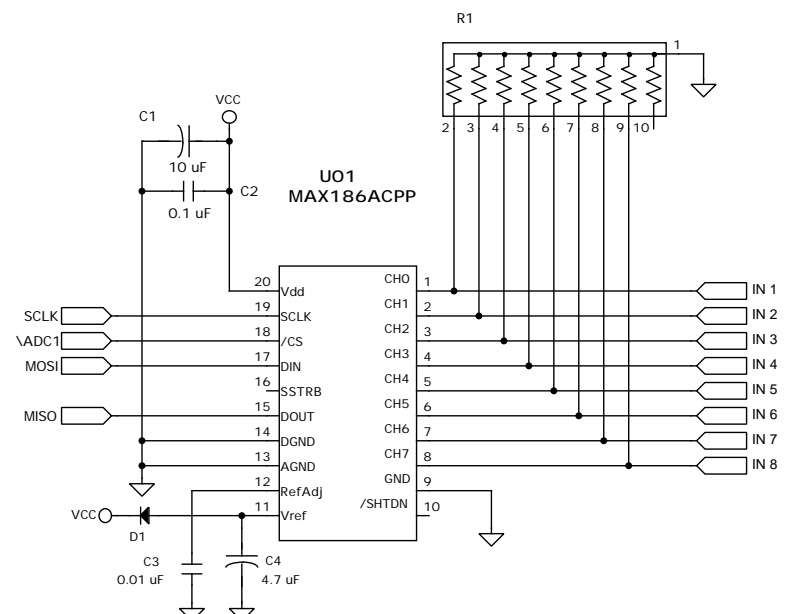 R1
1
2 3 4 5 6 7 8 9 10
VCC
C1
10 uF
C2
0.1 uF
UO1
MAX186ACPP
20 Vdd
19 SCLK
18 /CS
17 DIN
16 SSTRB
15 DOUT
14 DGND
13 AGND
12 RefAdj
11 Vref
CH0 1
CH1 2
CH2 3
CH3 4
CH4 5
CH5 6
CH6 7
CH7 8
GND 9
/SHTDN 10
SCLK
\ADC1
MOSI
MISO
IN 1
IN 2
IN 3
IN 4
IN 5
IN 6
IN 7
IN 8
VCC
D1
C3
0.01 uF
C4
4.7 uF